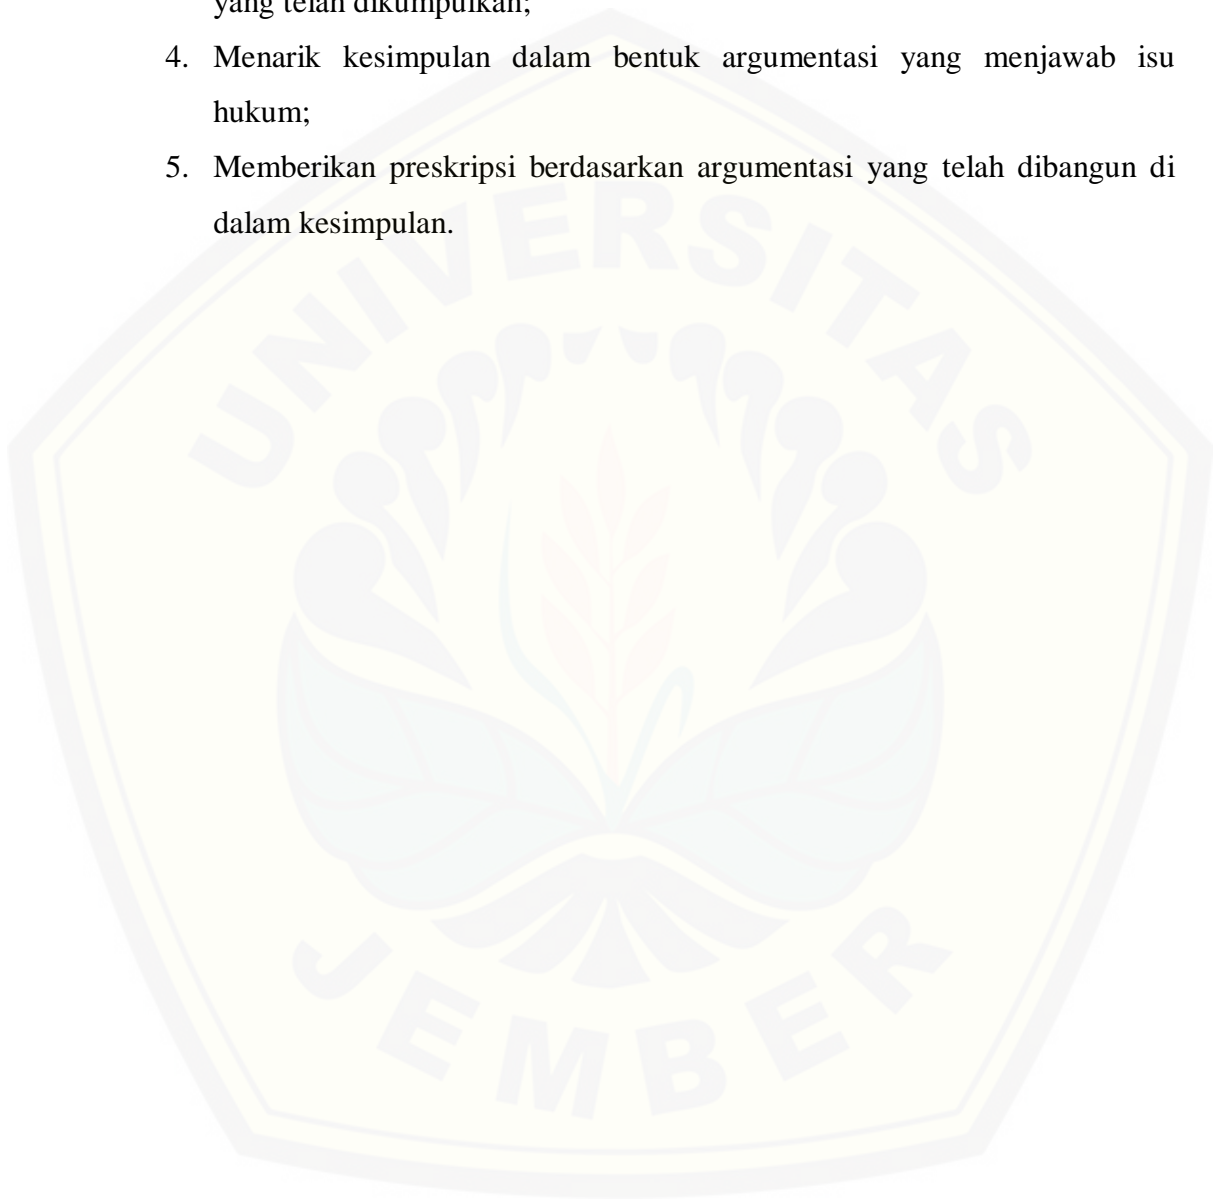 yang telah dikumpulkan;
4. Menarik kesimpulan dalam bentuk argumentasi yang menjawab isu
hukum;
5. Memberikan preskripsi berdasarkan argumentasi yang telah dibangun di
dalam kesimpulan.
UNIVERSITAS
JEMBER